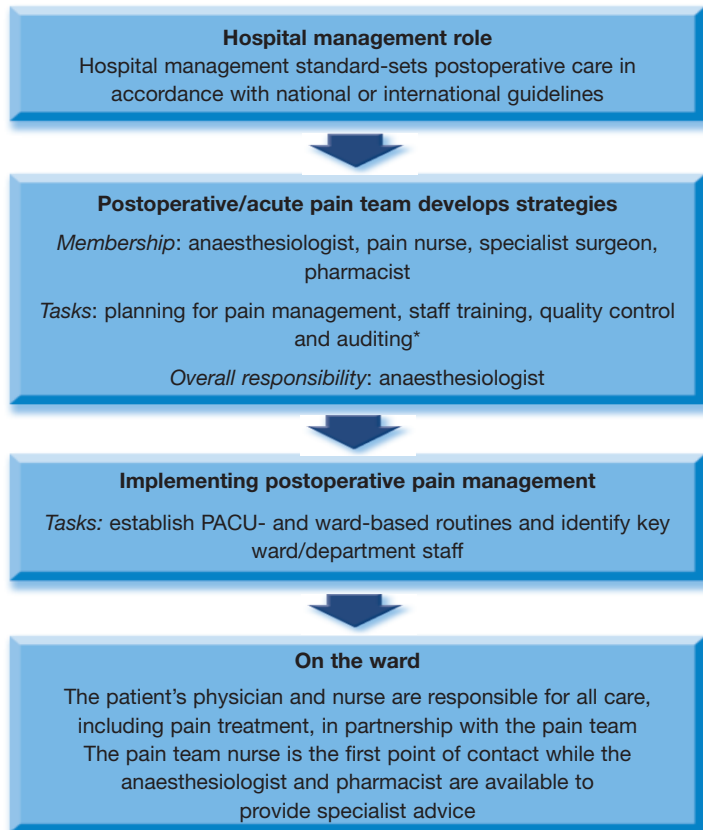 Hospital management role
Hospital management standard-sets postoperative care in
accordance with national or international guidelines
Postoperative/acute pain team develops strategies
Membership: anaesthesiologist, pain nurse, specialist surgeon,
pharmacist
Tasks: planning for pain management, staff training, quality control
and auditing*
Overall responsibility: anaesthesiologist
Implementing postoperative pain management
Tasks: establish PACU- and ward-based routines and identify key
ward/department staff
On the ward
The patient’s physician and nurse are responsible for all care,
including pain treatment, in partnership with the pain team
The pain team nurse is the first point of contact while the
anaesthesiologist and pharmacist are available to
provide specialist advice